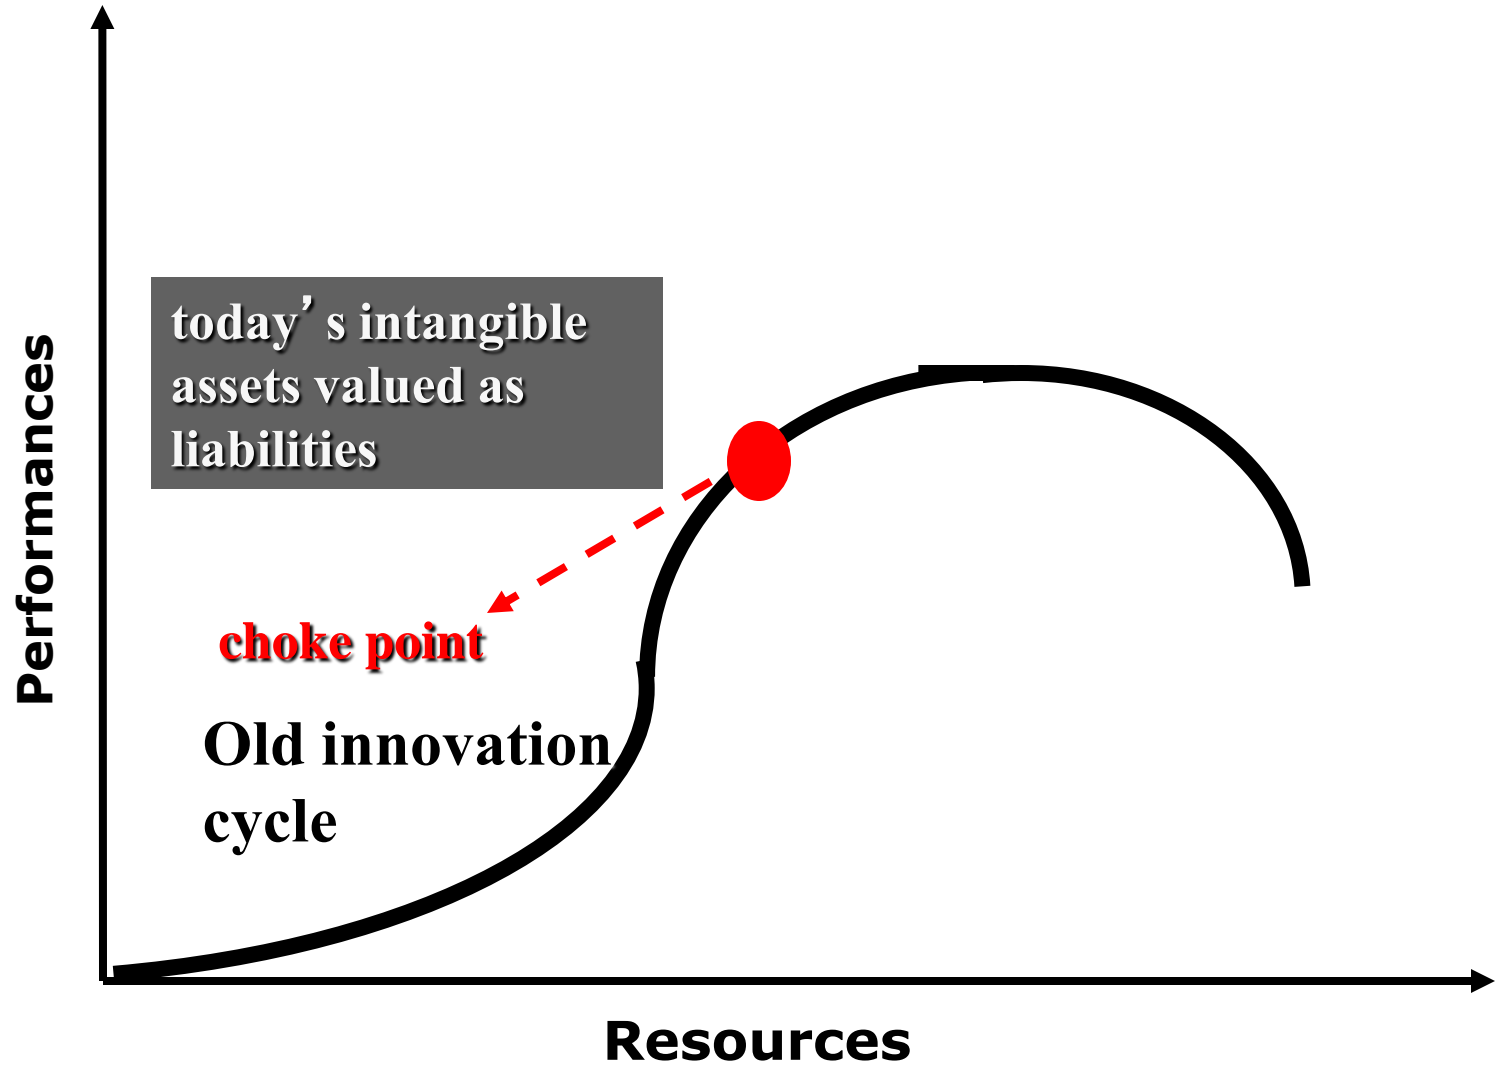 today’s intangible
assets valued as
liabilities
choke point
Old innovation
cycle
Performances
Resources